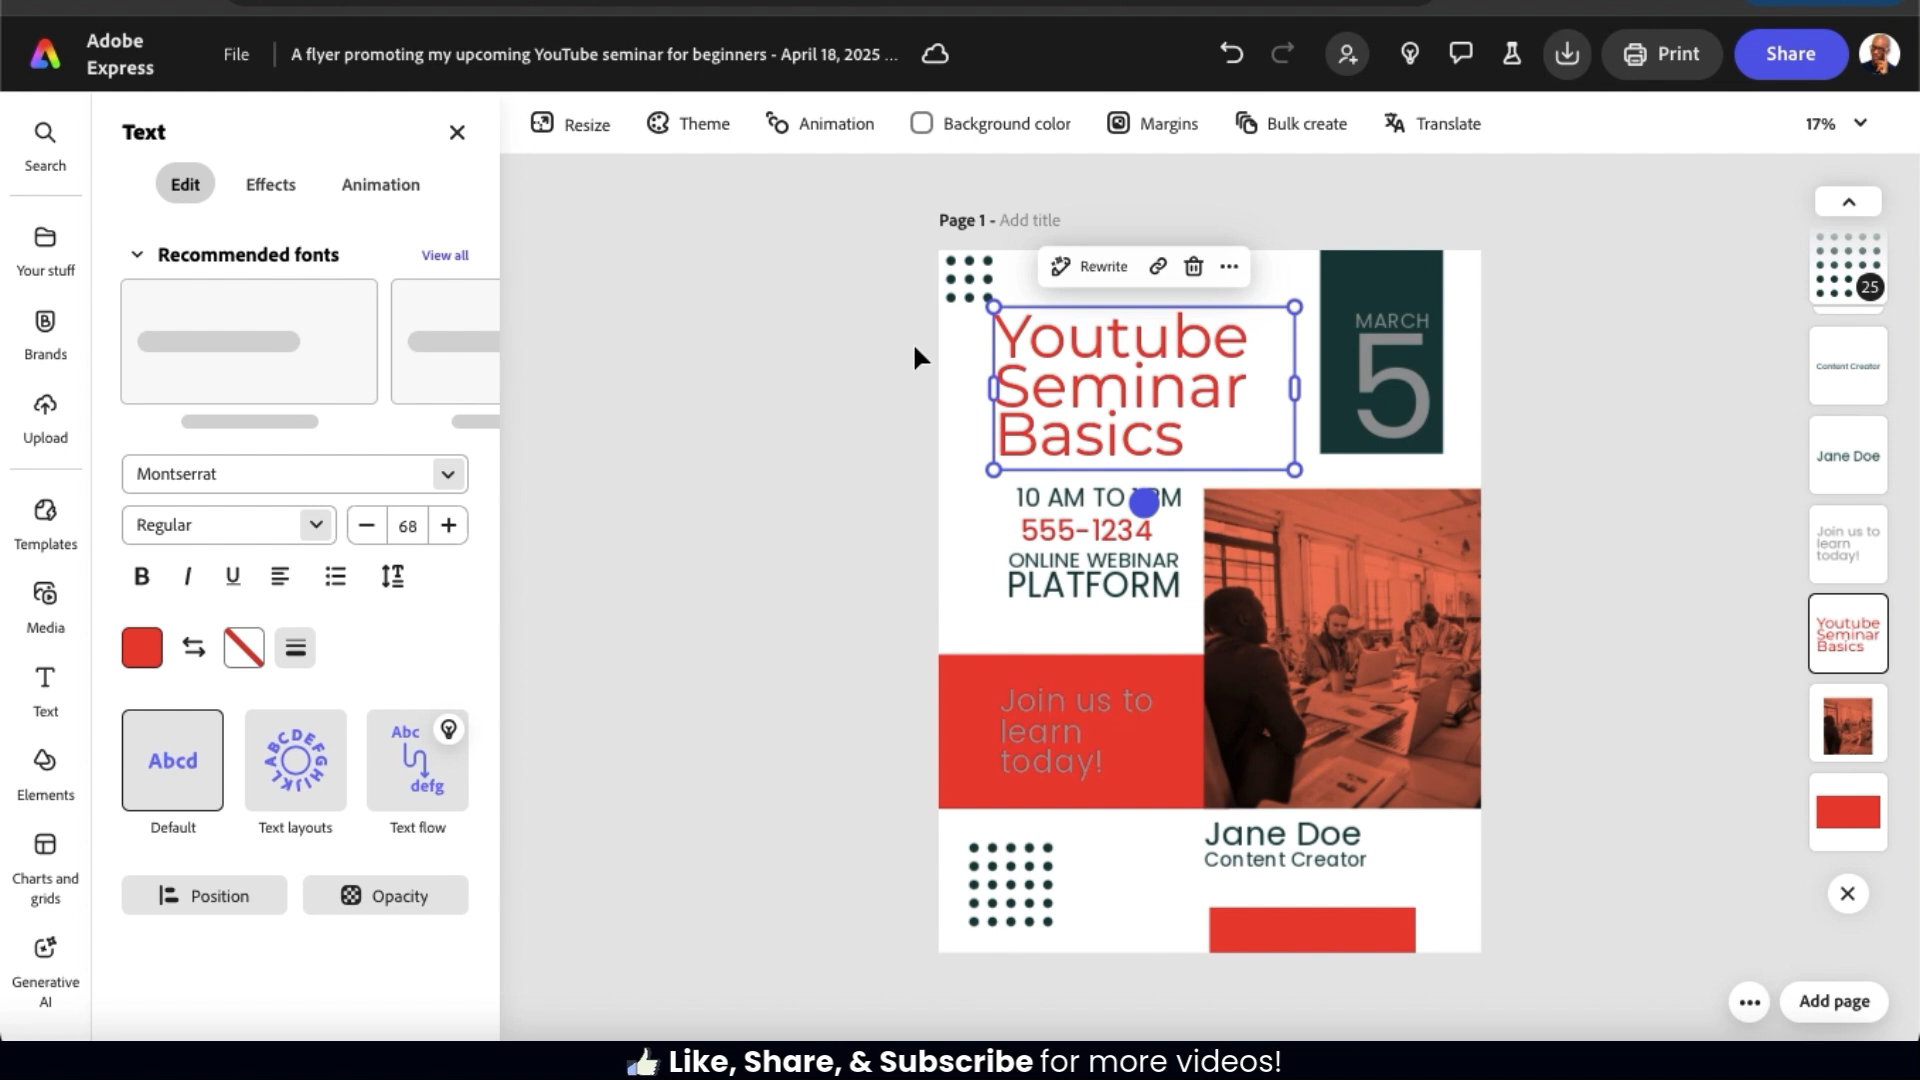 Adobe
Express
File
A flyer promoting my upcoming YouTube seminar for beginners - April 18, 2025 ...
Print
Share
Search
Your stuff
Brands
Upload
Templates
Media
Text
Elements
Charts and
grids
Generative
AI
Text
Edit
Effects
Animation
Recommended fonts
View all
Montserrat
Regular
68
B
I
U
Abcd
ABCDEFGHIJKL
Abc
defg
Default
Text layouts
Text flow
Position
Opacity
Resize
Theme
Animation
Background color
Margins
Bulk create
Translate
17%
Page 1 - Add title
Rewrite
Youtube
Seminar
Basics
MARCH
5
10 AM TO
555-1234
ONLINE WEBINAR
PLATFORM
Join us to
learn
today!
Jane Doe
Content Creator
25
Content Creator
Jane Doe
Join us to
learn
today!
Youtube
Seminar
Basics
Add page
👍 Like, Share, & Subscribe for more videos!